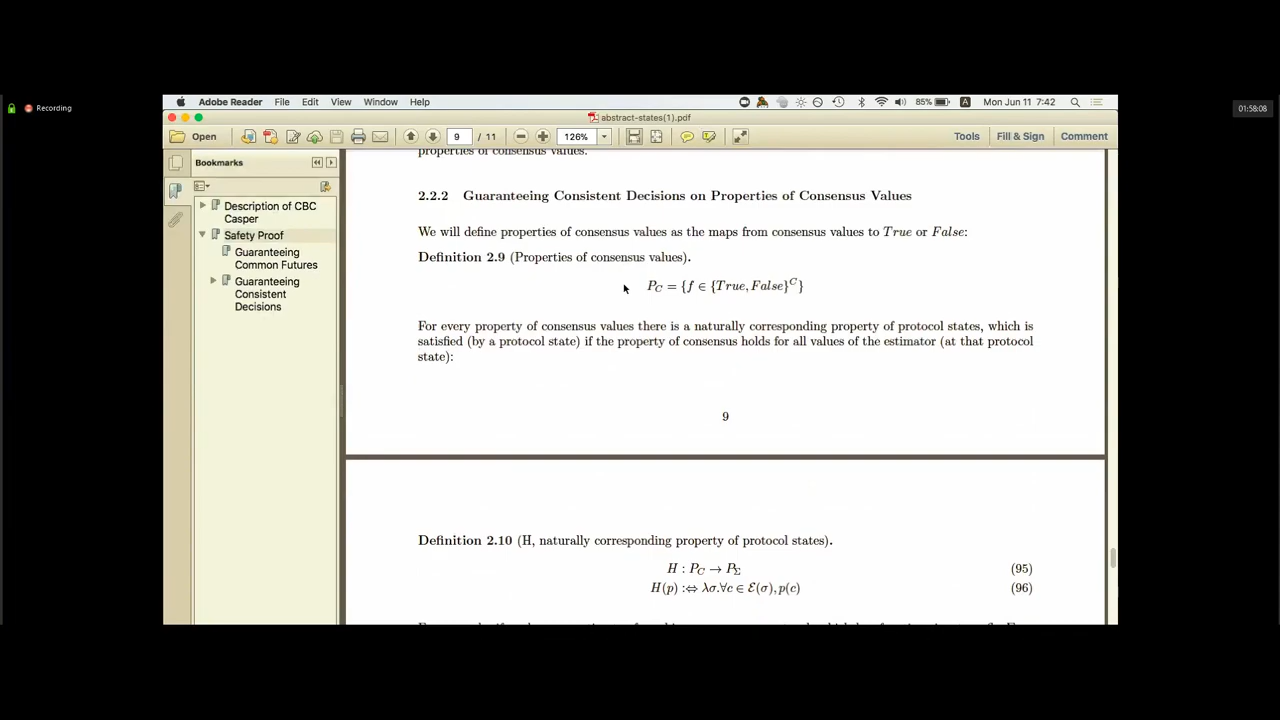 Recording
01:58:08
Adobe Reader File Edit View Window Help
85% A Mon Jun 11 7:42
abstract-states(1).pdf
Open 9 / 11 126% Tools Fill & Sign Comment
Bookmarks
Description of CBC
Casper
Safety Proof
Guaranteeing
Common Futures
Guaranteeing
Consistent
Decisions
properties of consensus values.
2.2.2 Guaranteeing Consistent Decisions on Properties of Consensus Values
We will define properties of consensus values as the maps from consensus values to True or False:
Definition 2.9 (Properties of consensus values).
P_C = {f ∈ {True, False}^C}
For every property of consensus values there is a naturally corresponding property of protocol states, which is
satisfied (by a protocol state) if the property of consensus holds for all values of the estimator (at that protocol
state):
9
Definition 2.10 (H, naturally corresponding property of protocol states).
H : P_C → P_Σ (95)
H(p) :⇔ λσ.∀c ∈ ℰ(σ), p(c) (96)